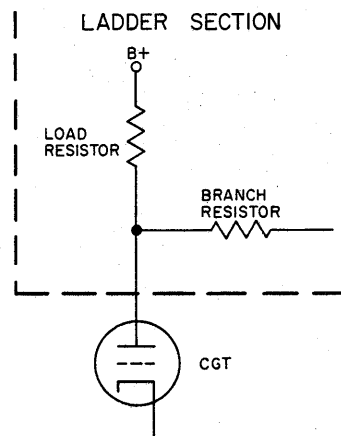 LADDER SECTION
B+
LOAD
RESISTOR
BRANCH
RESISTOR
CGT